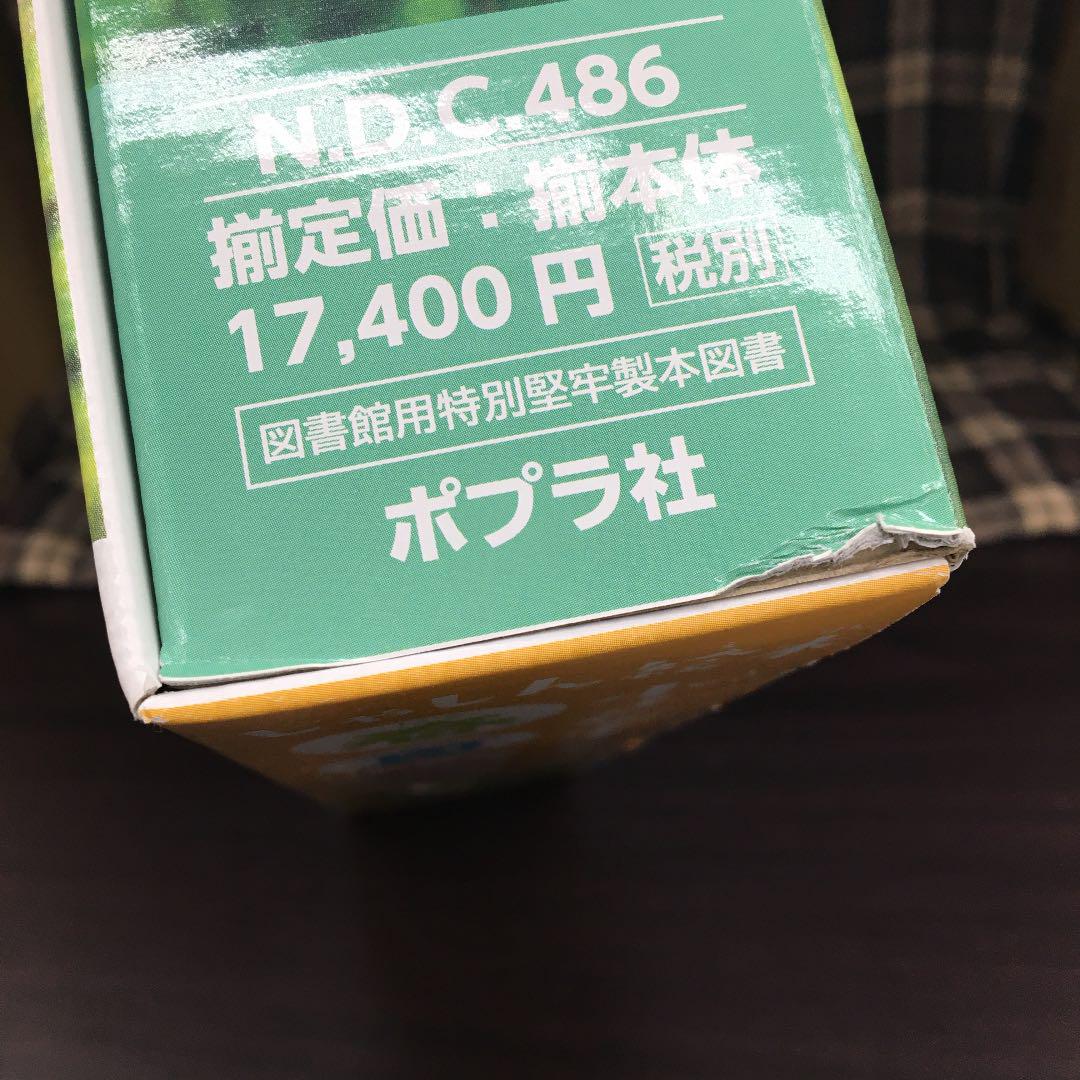 N.D.C.486
揃定価：揃本体
17,400円 税別
図書館用特別堅牢製本図書
ポプラ社